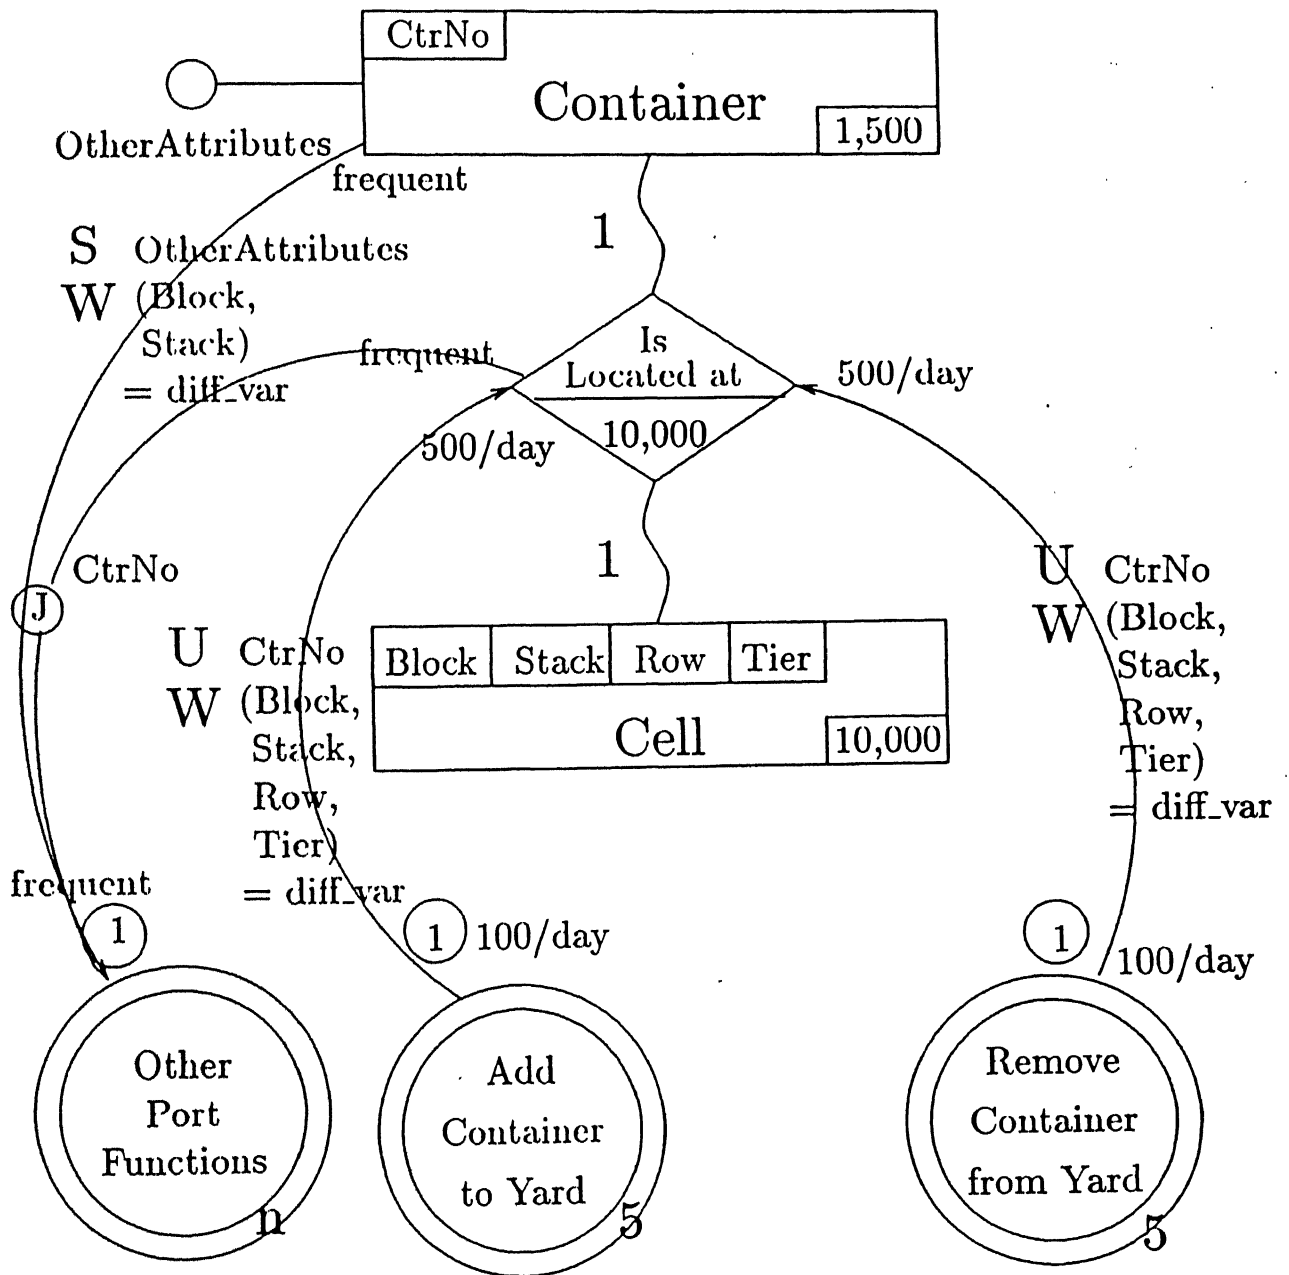 CtrNo
Container
1,500
OtherAttributes
frequent
1
S OtherAttributes
W (Block,
Stack)
= diff_var
frequent
Is
Located at
10,000
500/day
500/day
1
CtrNo
J
U CtrNo
W (Block,
Stack,
Row,
Tier)
= diff_var
Block Stack Row Tier
Cell
10,000
U CtrNo
W (Block,
Stack,
Row,
Tier)
= diff_var
frequent
1
1 100/day
1
100/day
Other
Port
Functions
n
Add
Container
to Yard
5
Remove
Container
from Yard
5